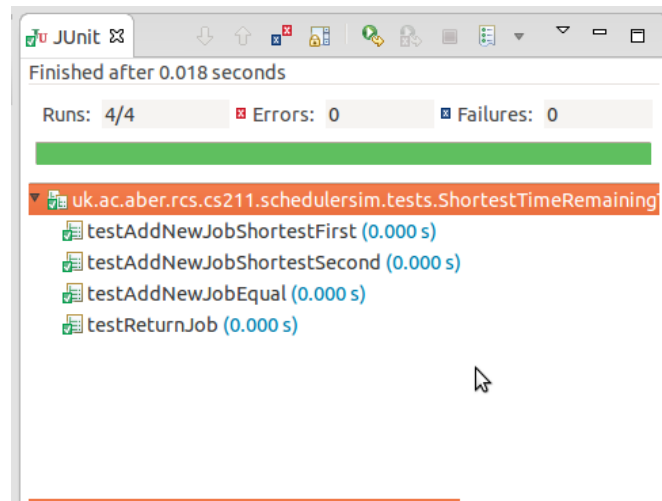 JUnit
Finished after 0.018 seconds
Runs: 4/4 Errors: 0 Failures: 0
uk.ac.aber.rcs.cs211.schedulersim.tests.ShortestTimeRemaining
testAddNewJobShortestFirst (0.000 s)
testAddNewJobShortestSecond (0.000 s)
testAddNewJobEqual (0.000 s)
testReturnJob (0.000 s)